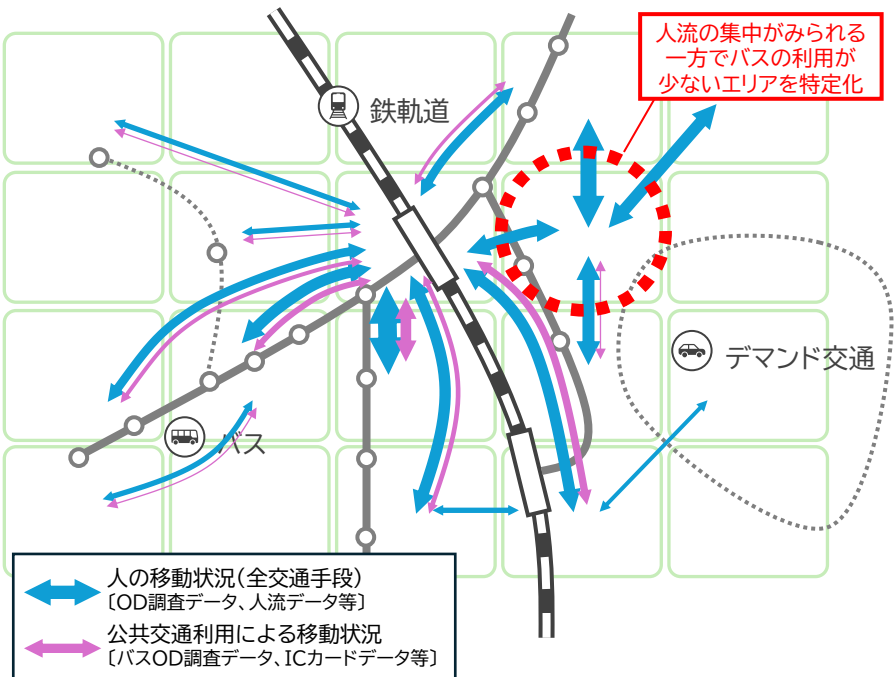 人流の集中がみられる
一方でバスの利用が
少ないエリアを特定化
鉄軌道
デマンド交通
バス
人の移動状況(全交通手段)
〔OD調査データ、人流データ等〕
公共交通利用による移動状況
〔バスOD調査データ、ICカードデータ等〕